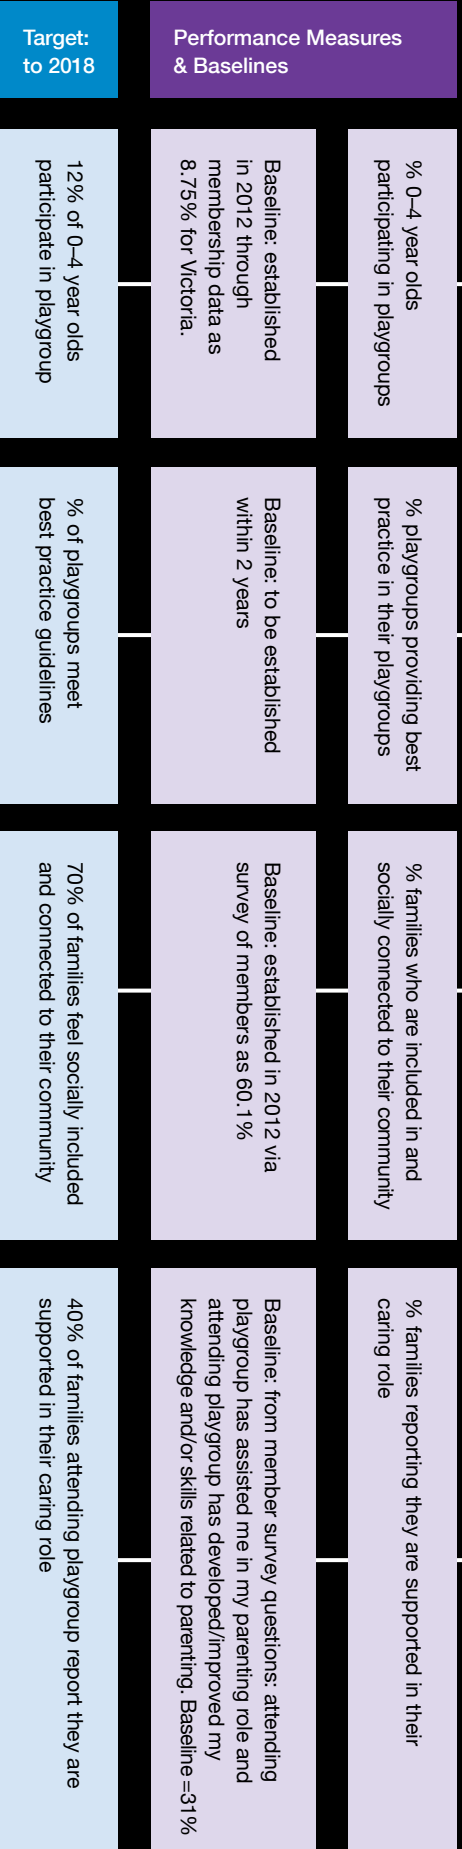 Target:
to 2018
Performance Measures
& Baselines
% 0–4 year olds
participating in playgroups
Baseline: established
in 2012 through
membership data as
8.75% for Victoria.
12% of 0–4 year olds
participate in playgroup
% playgroups providing best
practice in their playgroups
Baseline: to be established
within 2 years
% of playgroups meet
best practice guidelines
% families who are included in and
socially connected to their community
Baseline: established in 2012 via
survey of members as 60.1%
70% of families feel socially included
and connected to their community
% families reporting they are supported in their
caring role
Baseline: from member survey questions: attending
playgroup has assisted me in my parenting role and
attending playgroup has developed/improved my
knowledge and/or skills related to parenting. Baseline =31%
40% of families attending playgroup report they are
supported in their caring role